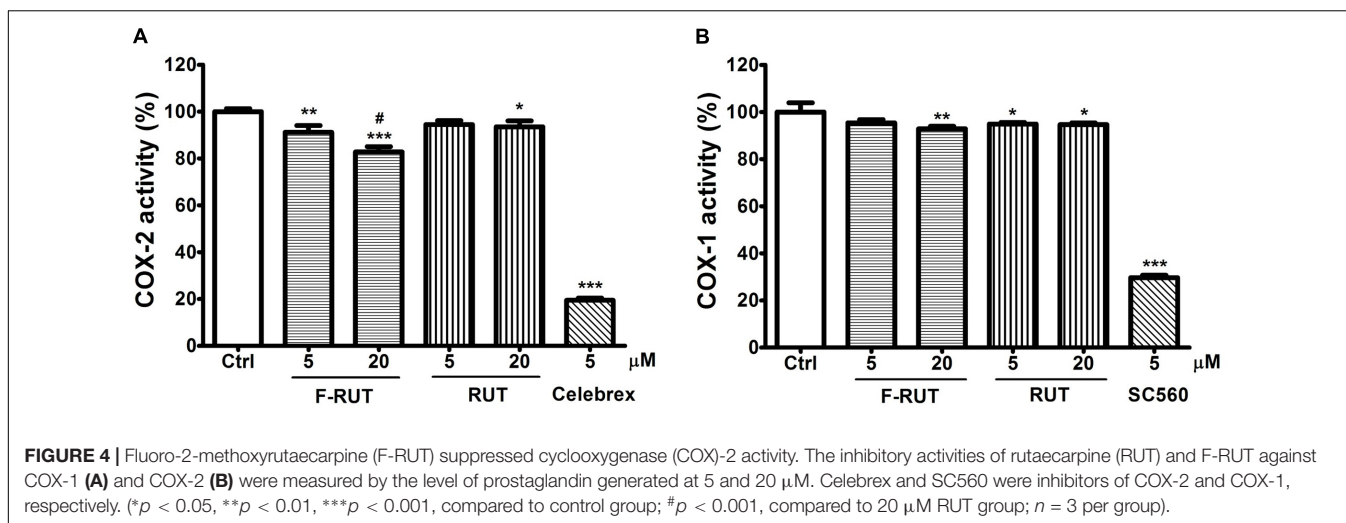 A
COX-2 activity (%)
120
100
80
60
40
20
0
** # *** * ***
Ctrl 5 20 5 20 5 μM
F-RUT RUT Celebrex
B
COX-1 activity (%)
120
100
80
60
40
20
0
** * * ***
Ctrl 5 20 5 20 5 μM
F-RUT RUT SC560
FIGURE 4 | Fluoro-2-methoxyrutaecarpine (F-RUT) suppressed cyclooxygenase (COX)-2 activity. The inhibitory activities of rutaecarpine (RUT) and F-RUT against
COX-1 (A) and COX-2 (B) were measured by the level of prostaglandin generated at 5 and 20 μM. Celebrex and SC560 were inhibitors of COX-2 and COX-1,
respectively. (*p < 0.05, **p < 0.01, ***p < 0.001, compared to control group; #p < 0.001, compared to 20 μM RUT group; n = 3 per group).